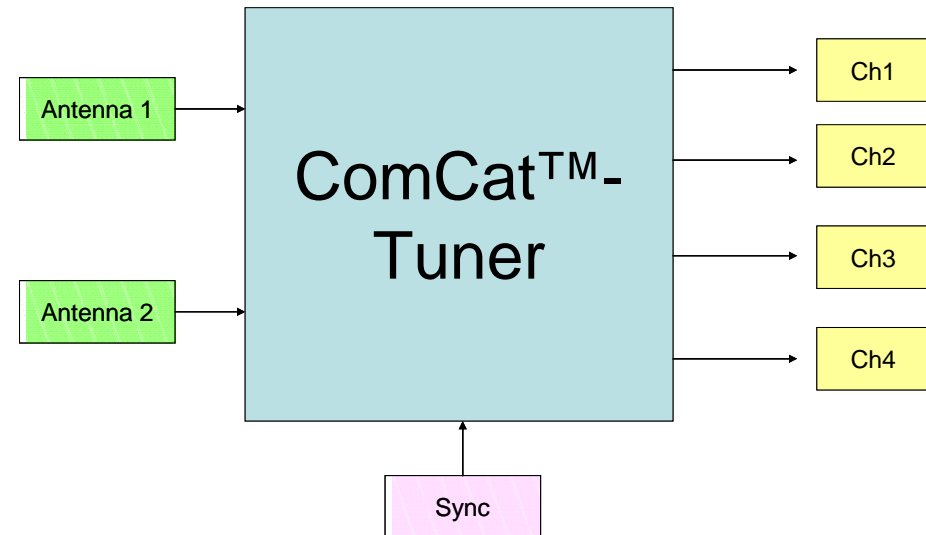 Antenna 1
Antenna 2
ComCat™-
Tuner
Sync
Ch1
Ch2
Ch3
Ch4